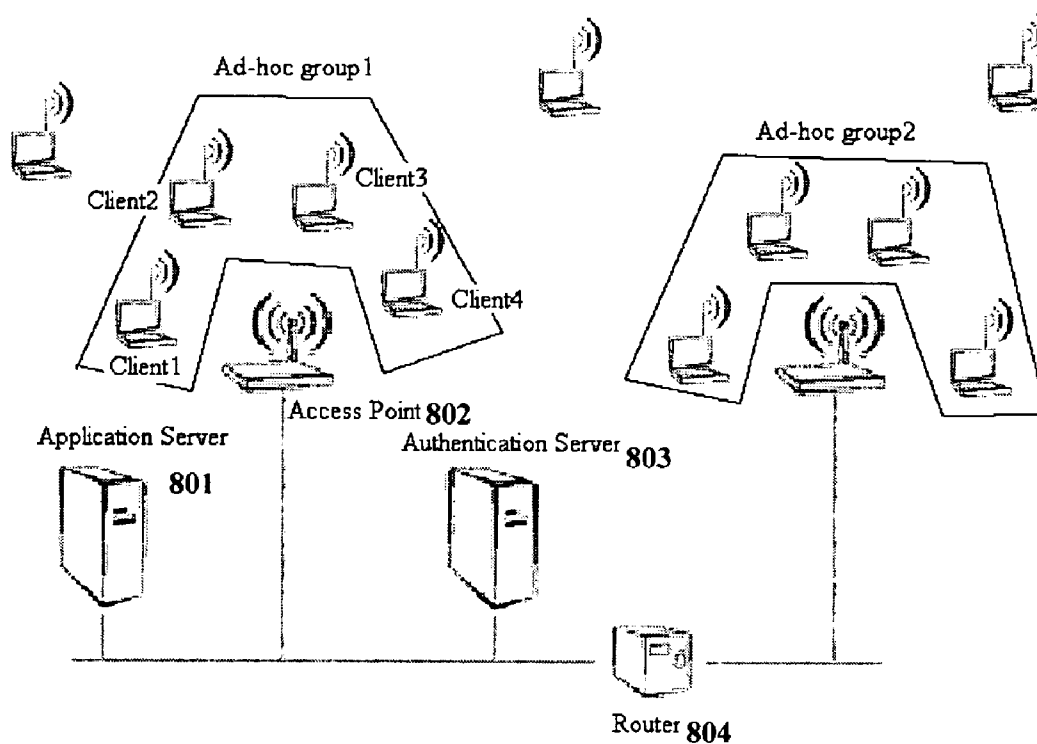 Ad-hoc group1
Ad-hoc group2
Client2
Client3
Client4
Client1
Access Point 802
Application Server
801
Authentication Server 803
Router 804